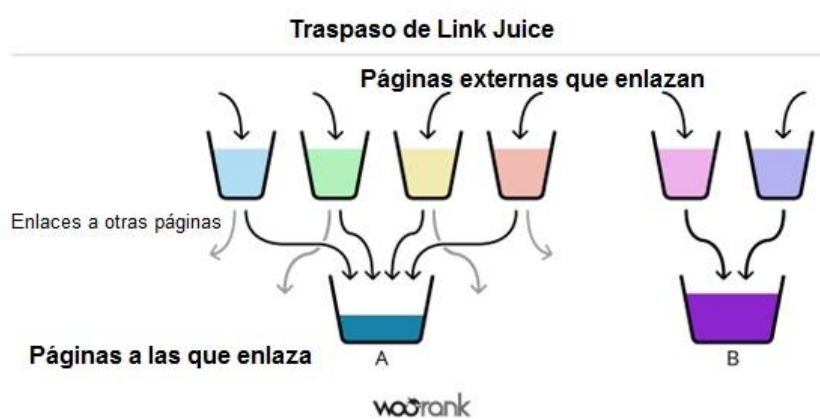 Traspaso de Link Juice
Páginas externas que enlazan
Enlaces a otras páginas
Páginas a las que enlaza
A
B
woorank